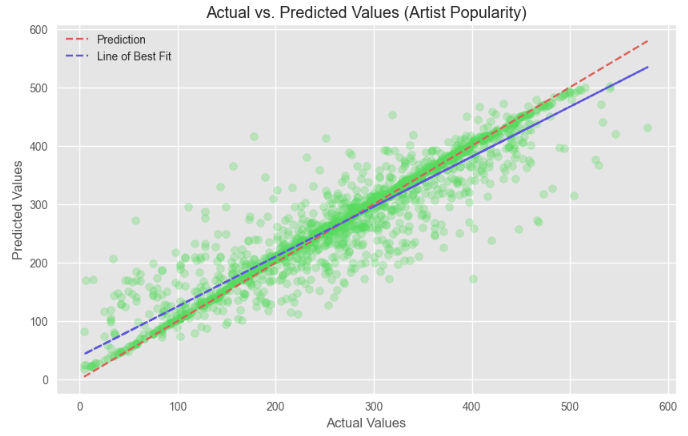 Actual vs. Predicted Values (Artist Popularity)
Prediction
Line of Best Fit
Predicted Values
600
500
400
300
200
100
0
0 100 200 300 400 500 600
Actual Values